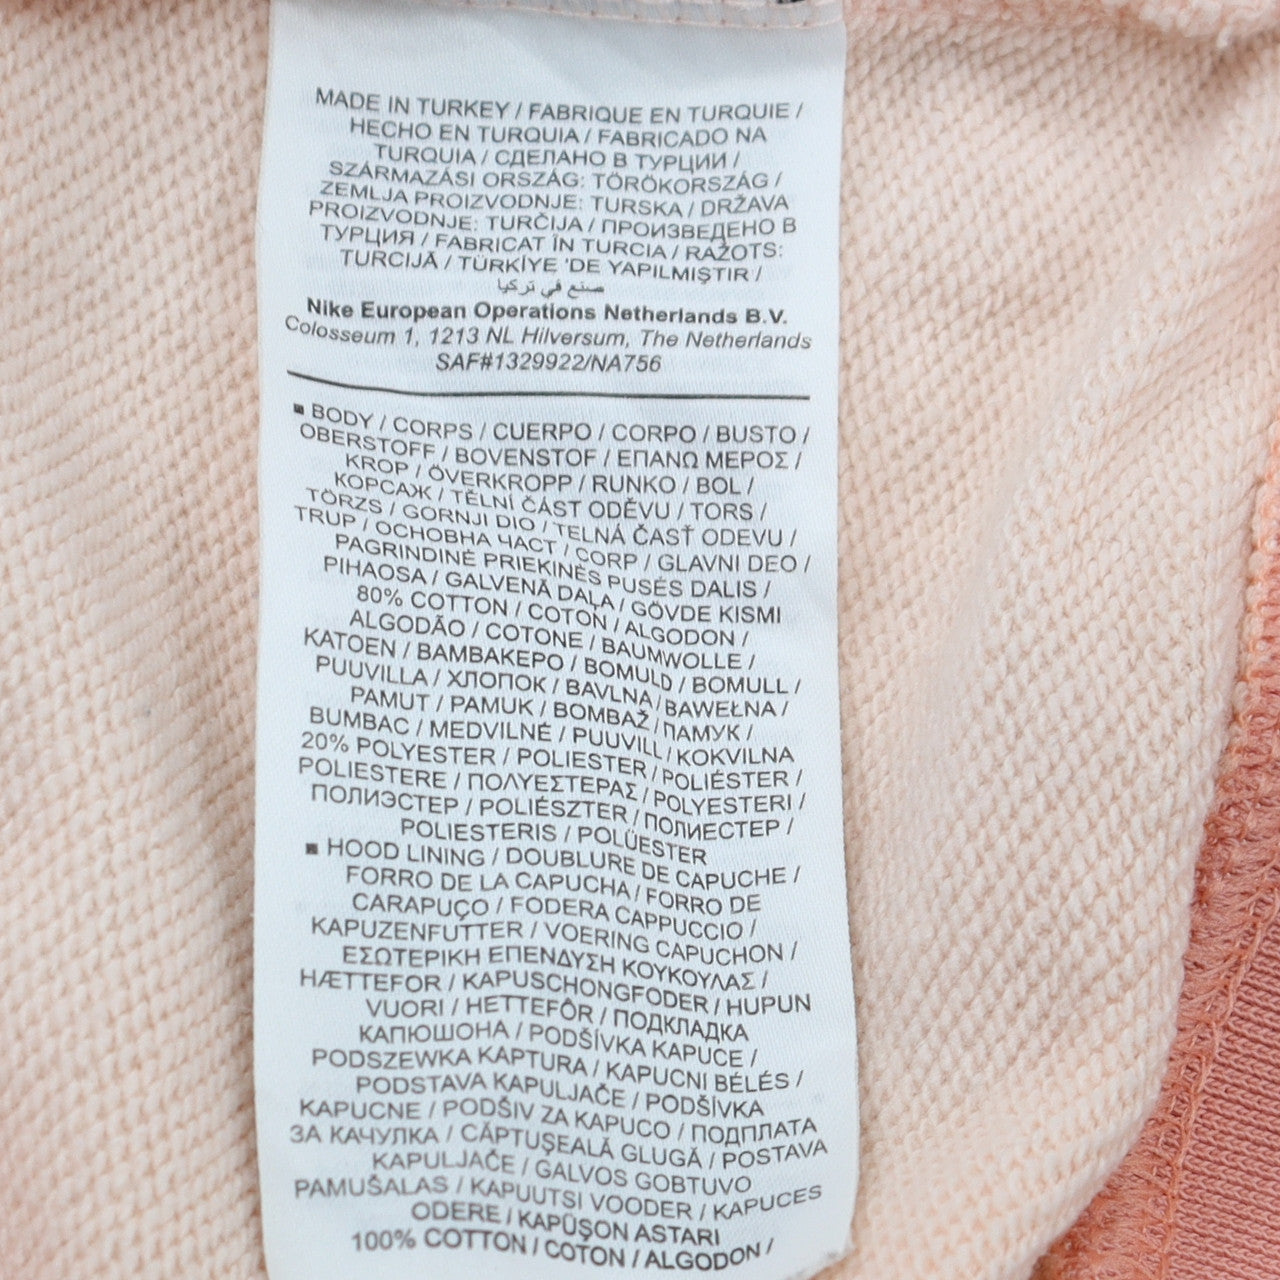 MADE IN TURKEY / FABRIQUE EN TURQUIE /
HECHO EN TURQUIA / FABRICADO NA
TURQUIA / СДЕЛАНО В ТУРЦИИ /
SZÁRMAZÁSI ORSZÁG: TÖRÖKORSZÁG /
ZEMLJA PROIZVODNJE: TURSKA / DRŽAVA
PROIZVODNJE: TURČIJA / ПРОИЗВЕДЕНО В
ТУРЦИЯ / FABRICAT ÎN TURCIA / RAŽOTS:
TURCIJĀ / TÜRKİYE 'DE YAPILMIŞTIR /
صنع في تركيا
Nike European Operations Netherlands B.V.
Colosseum 1, 1213 NL Hilversum, The Netherlands
SAF#1329922/NA756
■ BODY / CORPS / CUERPO / CORPO / BUSTO /
OBERSTOFF / BOVENSTOF / ΕΠΑΝΩ ΜΕΡΟΣ /
KROP / ÖVERKROPP / RUNKO / BOL /
КОРСАЖ / TĚLNÍ ČÁST ODĚVU / TORS /
TÖRZS / GORNJI DIO / TELNÁ ČASŤ ODEVU /
TRUP / ОСНОВНА ЧАСТ / CORP / GLAVNI DEO /
PAGRINDINĖ PRIEKINĖS PUSĖS DALIS /
PIHAOSA / GALVENĀ DAĻA / GÖVDE KISMI
80% COTTON / COTON / ALGODON /
ALGODÃO / COTONE / BAUMWOLLE /
KATOEN / ΒΑΜΒΑΚΕΡΟ / BOMULD / BOMULL /
PUUVILLA / ХЛОПОК / BAVLNA / BAWEŁNA /
PAMUT / PAMUK / BOMBAŽ / ПАМУК /
BUMBAC / MEDVILNĖ / PUUVILL / KOKVILNA
20% POLYESTER / POLIESTER / POLIÉSTER /
POLIESTERE / ΠΟΛΥΕΣΤΕΡΑΣ / POLYESTERI /
ПОЛИЭСТЕР / POLIÉSZTER / ПОЛИЕСТЕР /
POLIESTERIS / POLÜESTER
■ HOOD LINING / DOUBLURE DE CAPUCHE /
FORRO DE LA CAPUCHA / FORRO DE
CARAPUÇO / FODERA CAPPUCCIO /
KAPUZENFUTTER / VOERING CAPUCHON /
ΕΣΩΤΕΡΙΚΗ ΕΠΕΝΔΥΣΗ ΚΟΥΚΟΥΛΑΣ /
HÆTTEFOR / KAPUSCHONGFODER / HUPUN
VUORI / HETTEFÔR / ПОДКЛАДКА
КАПЮШОНА / PODŠÍVKA KAPUCE /
PODSZEWKA KAPTURA / KAPUCNI BÉLÉS /
PODSTAVA KAPULJAČE / PODŠÍVKA
KAPUCNE / PODŠIV ZA KAPUCO / ПОДПЛАТА
ЗА КАЧУЛКА / CĂPTUŞEALĂ GLUGĂ / POSTAVA
KAPULJAČE / GALVOS GOBTUVO
PAMUŠALAS / KAPUUTSI VOODER / KAPUCES
ODERE / KAPÜŞON ASTARI
100% COTTON / COTON / ALGODON /